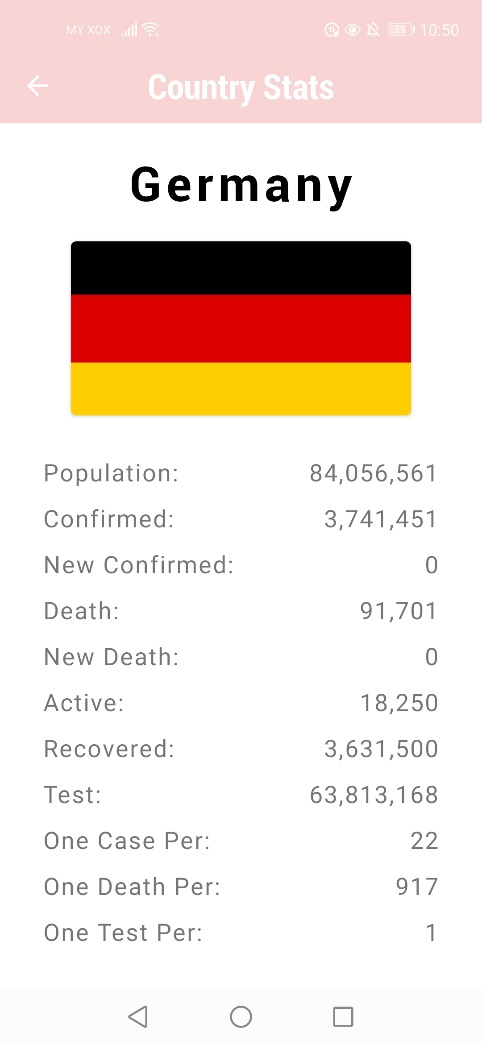 MY XOX 10:50
Country Stats
Germany
Population: 84,056,561
Confirmed: 3,741,451
New Confirmed: 0
Death: 91,701
New Death: 0
Active: 18,250
Recovered: 3,631,500
Test: 63,813,168
One Case Per: 22
One Death Per: 917
One Test Per: 1